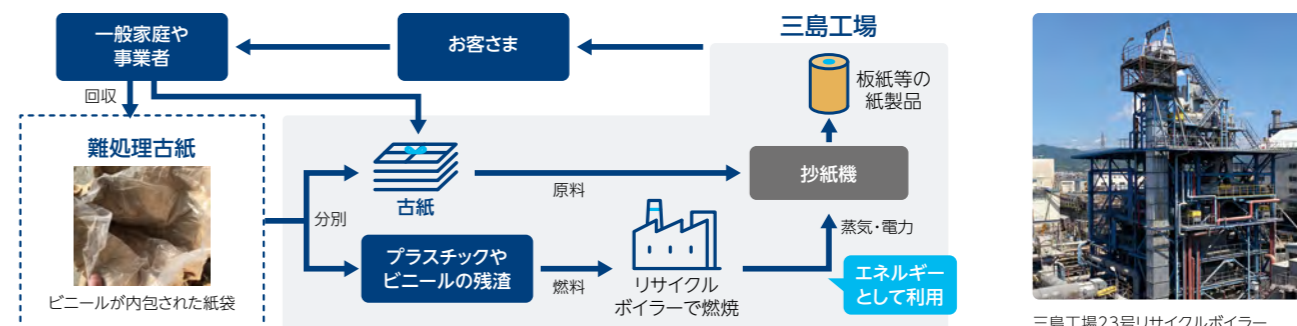 一般家庭や
事業者
お客さま
三島工場
回収
板紙等の
紙製品
難処理古紙
古紙
原料
抄紙機
分別
プラスチックや
ビニールの残渣
燃料
リサイクル
ボイラーで燃焼
蒸気・電力
エネルギー
として利用
ビニールが内包された紙袋
三島工場23号リサイクルボイラー